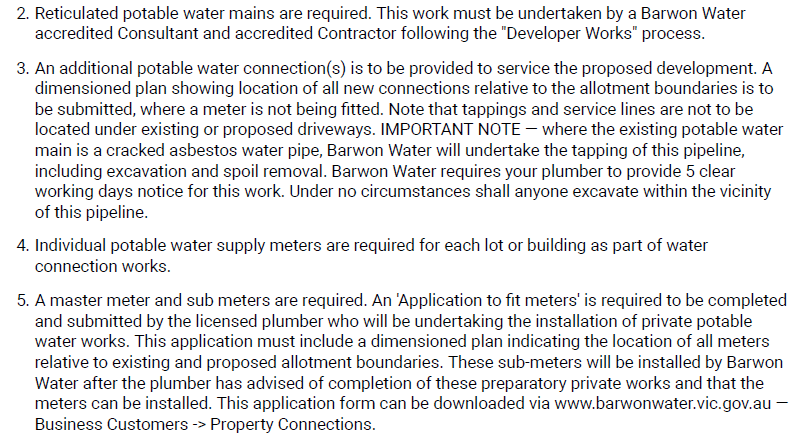 2. Reticulated potable water mains are required. This work must be undertaken by a Barwon Water
accredited Consultant and accredited Contractor following the "Developer Works" process.
3. An additional potable water connection(s) is to be provided to service the proposed development. A
dimensioned plan showing location of all new connections relative to the allotment boundaries is to
be submitted, where a meter is not being fitted. Note that tappings and service lines are not to be
located under existing or proposed driveways. IMPORTANT NOTE — where the existing potable water
main is a cracked asbestos water pipe, Barwon Water will undertake the tapping of this pipeline,
including excavation and spoil removal. Barwon Water requires your plumber to provide 5 clear
working days notice for this work. Under no circumstances shall anyone excavate within the vicinity
of this pipeline.
4. Individual potable water supply meters are required for each lot or building as part of water
connection works.
5. A master meter and sub meters are required. An 'Application to fit meters' is required to be completed
and submitted by the licensed plumber who will be undertaking the installation of private potable
water works. This application must include a dimensioned plan indicating the location of all meters
relative to existing and proposed allotment boundaries. These sub-meters will be installed by Barwon
Water after the plumber has advised of completion of these preparatory private works and that the
meters can be installed. This application form can be downloaded via www.barwonwater.vic.gov.au —
Business Customers -> Property Connections.